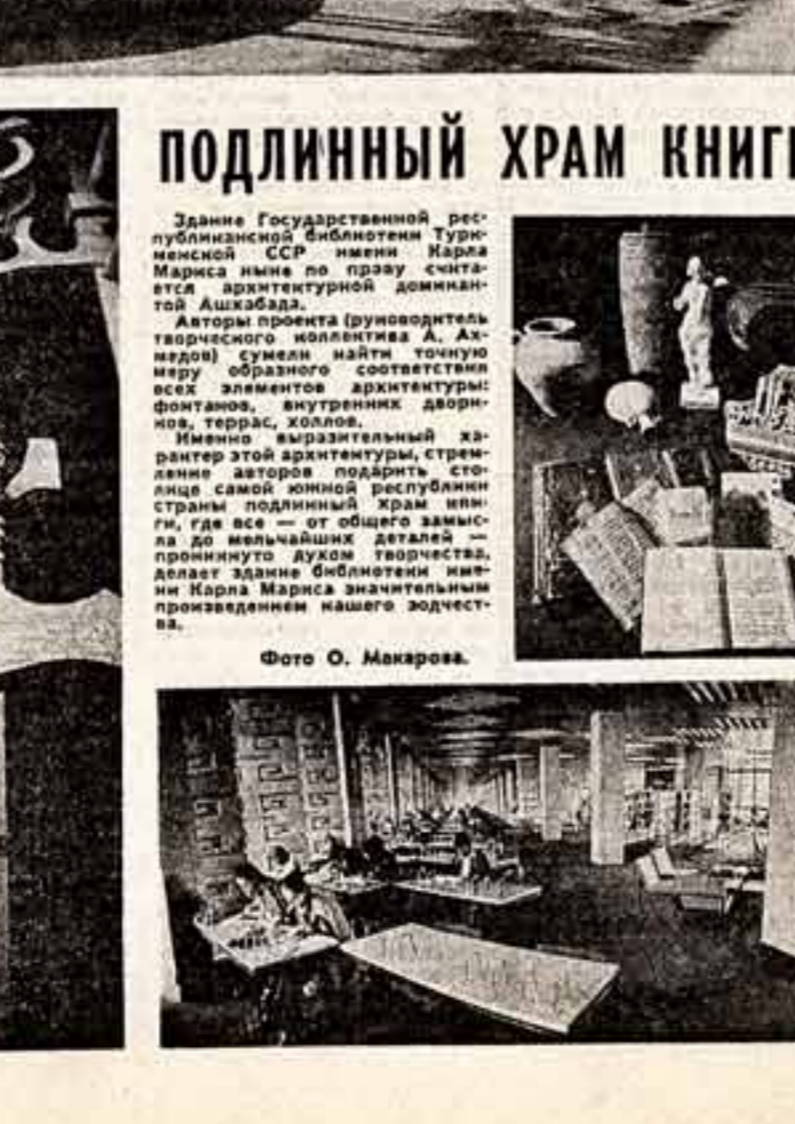 ПОДЛИННЫЙ ХРАМ КНИГИ
Здание Государственной рес-
публиканской библиотеки Турк-
менской ССР имени Карла
Маркса ныне по праву счита-
ется архитектурной доминан-
той Ашхабада.
Авторы проекта (руководитель
творческого коллектива А. Ах-
медов) сумели найти точную
меру образного соответствия
всех элементов архитектуры:
фонтанов, внутренних двори-
ков, террас, холлов.
Именно выразительный ха-
рактер этой архитектуры, стрем-
ление авторов подарить сто-
лице самой южной республики
страны подлинный храм кни-
ги, где все — от общего замыс-
ла до мельчайших деталей —
проникнуто духом творчества,
делает здание библиотеки име-
ни Карла Маркса значительным
произведением нашего зодчест-
ва.
Фото О. Макарова.